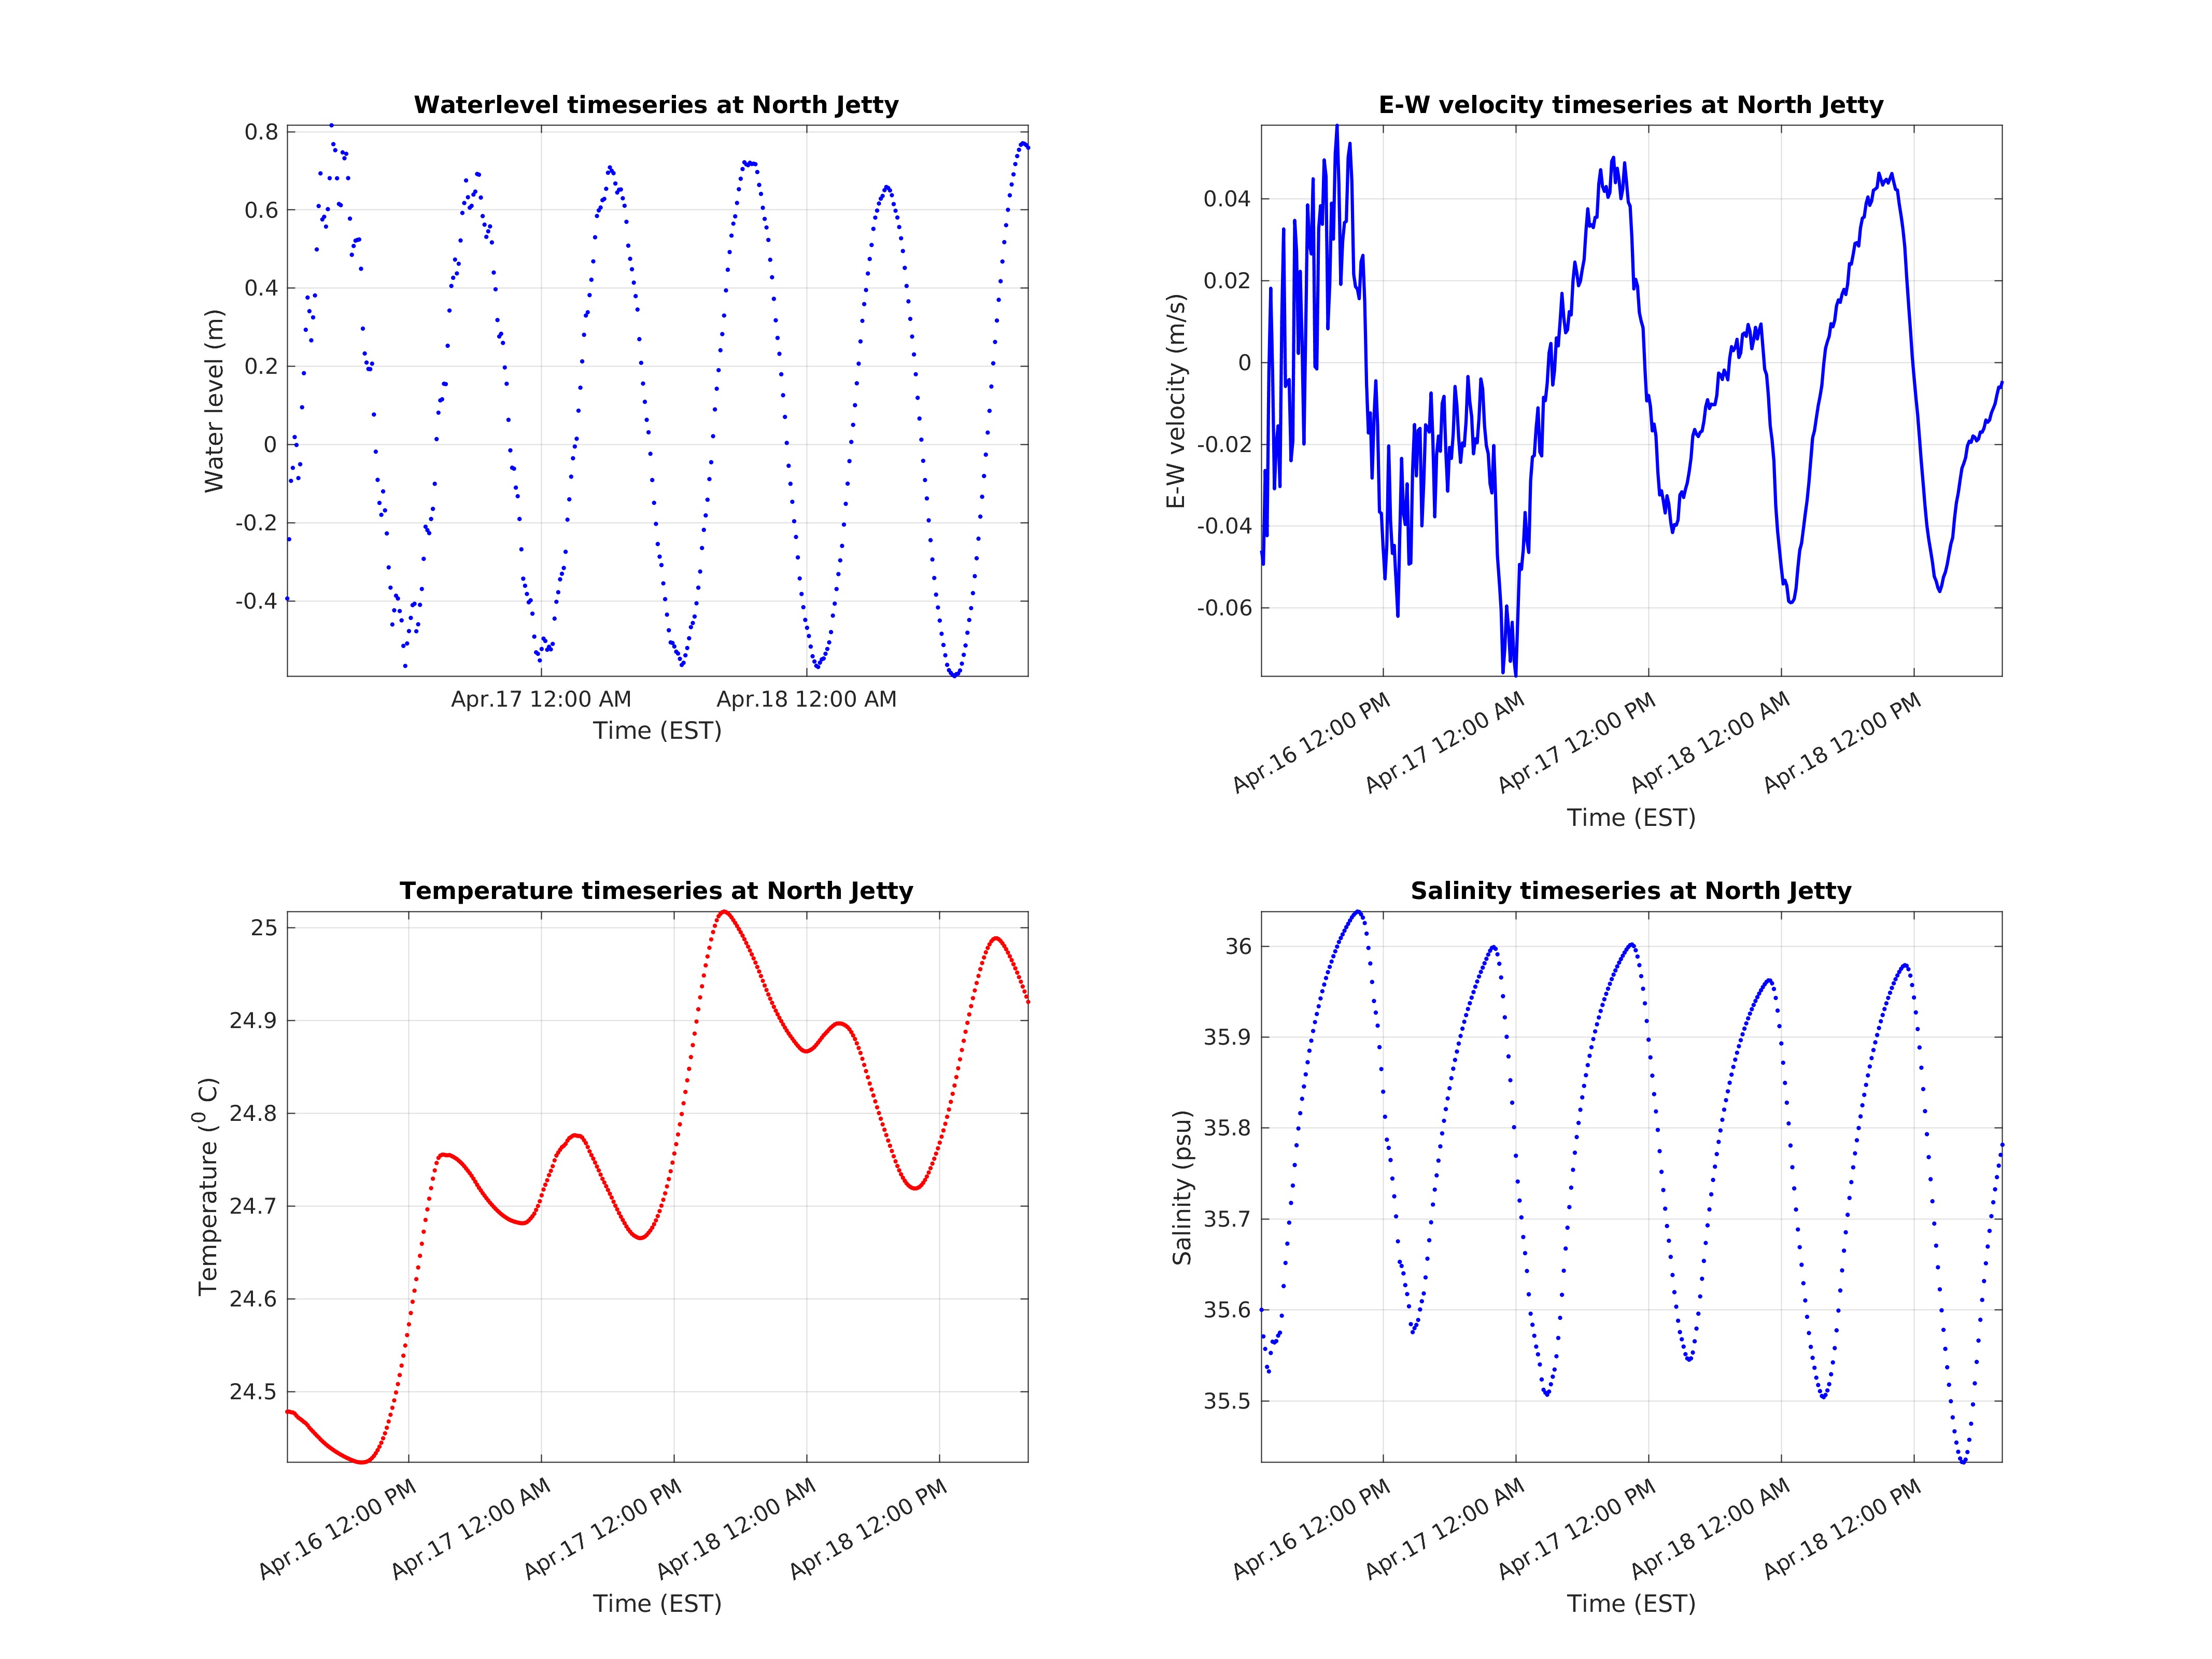 Waterlevel timeseries at North Jetty
0.8
0.6
0.4
0.2
0
-0.2
-0.4
Water level (m)
Apr.17 12:00 AM
Apr.18 12:00 AM
Time (EST)
E-W velocity timeseries at North Jetty
0.04
0.02
0
-0.02
-0.04
-0.06
E-W velocity (m/s)
Apr.16 12:00 PM
Apr.17 12:00 AM
Apr.17 12:00 PM
Apr.18 12:00 AM
Apr.18 12:00 PM
Time (EST)
Temperature timeseries at North Jetty
25
24.9
24.8
24.7
24.6
24.5
Temperature (⁰ C)
Apr.16 12:00 PM
Apr.17 12:00 AM
Apr.17 12:00 PM
Apr.18 12:00 AM
Apr.18 12:00 PM
Time (EST)
Salinity timeseries at North Jetty
36
35.9
35.8
35.7
35.6
35.5
Salinity (psu)
Apr.16 12:00 PM
Apr.17 12:00 AM
Apr.17 12:00 PM
Apr.18 12:00 AM
Apr.18 12:00 PM
Time (EST)